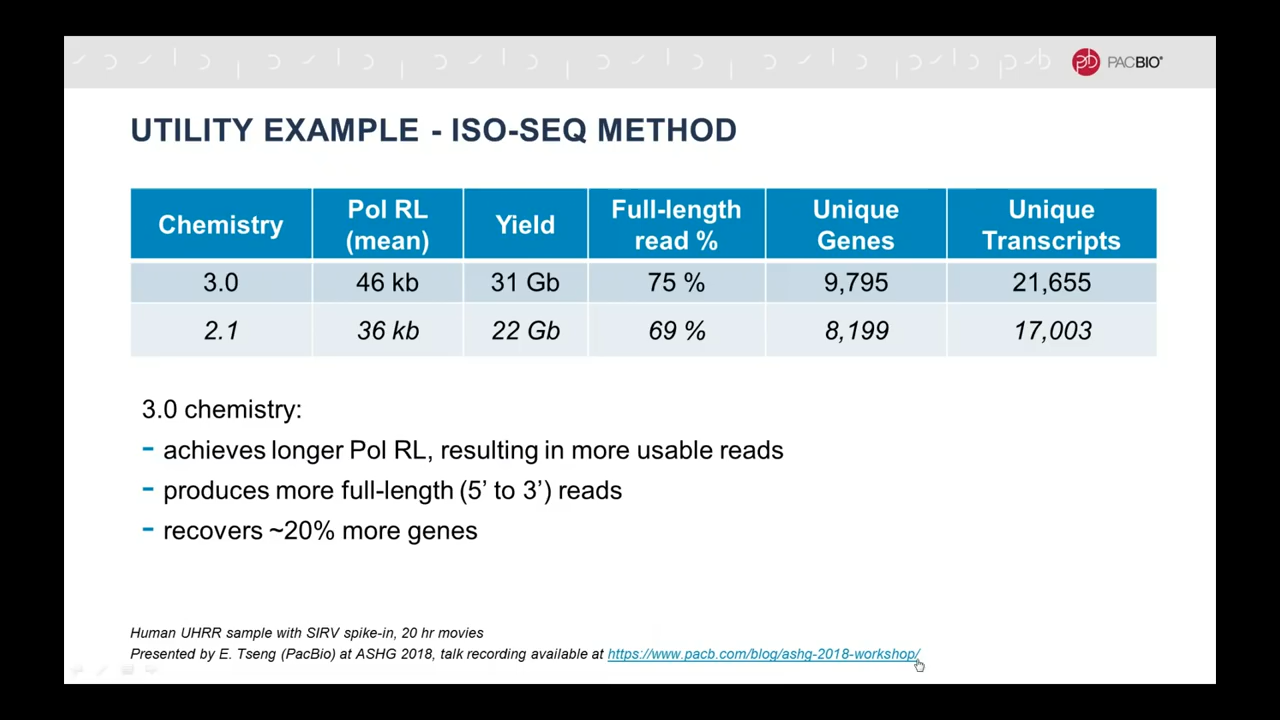 PACBIO®
UTILITY EXAMPLE - ISO-SEQ METHOD
Chemistry Pol RL (mean) Yield Full-length read % Unique Genes Unique Transcripts
3.0 46 kb 31 Gb 75 % 9,795 21,655
2.1 36 kb 22 Gb 69 % 8,199 17,003
3.0 chemistry:
- achieves longer Pol RL, resulting in more usable reads
- produces more full-length (5’ to 3’) reads
- recovers ~20% more genes
Human UHRR sample with SIRV spike-in, 20 hr movies
Presented by E. Tseng (PacBio) at ASHG 2018, talk recording available at https://www.pacb.com/blog/ashg-2018-workshop/